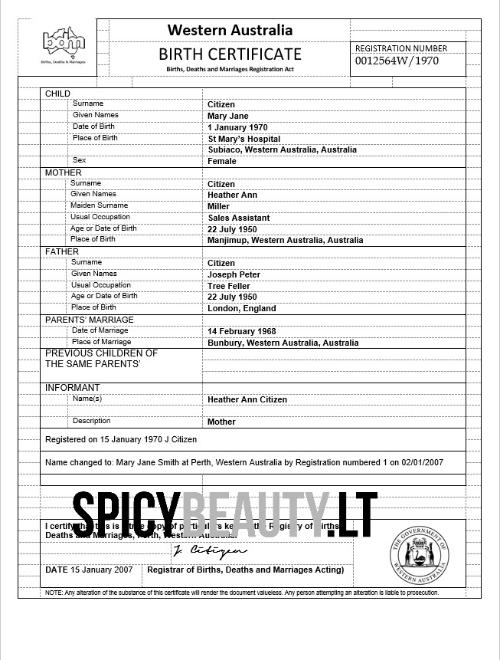 Western Australia
BIRTH CERTIFICATE
Births, Deaths and Marriages Registration Act
bdm
Births, Deaths & Marriages
REGISTRATION NUMBER
0012564W/1970
CHILD
Surname Citizen
Given Names Mary Jane
Date of Birth 1 January 1970
Place of Birth St Mary's Hospital
Subiaco, Western Australia, Australia
Sex Female
MOTHER
Surname Citizen
Given Names Heather Ann
Maiden Surname Miller
Usual Occupation Sales Assistant
Age or Date of Birth 22 July 1950
Place of Birth Manjimup, Western Australia, Australia
FATHER
Surname Citizen
Given Names Joseph Peter
Usual Occupation Tree Feller
Age or Date of Birth 22 July 1950
Place of Birth London, England
PARENTS' MARRIAGE
Date of Marriage 14 February 1968
Place of Marriage Bunbury, Western Australia, Australia
PREVIOUS CHILDREN OF
THE SAME PARENTS'
INFORMANT
Name(s) Heather Ann Citizen
Description Mother
Registered on 15 January 1970 J Citizen
Name changed to: Mary Jane Smith at Perth, Western Australia by Registration numbered 1 on 02/01/2007
SPICYBEAUTY.LT
I certify this is a true copy of particulars in the Registry of Births
Deaths and Marriages, Perth, Western Australia.
J. Citizen
DATE 15 January 2007 Registrar of Births, Deaths and Marriages Acting)
THE GOVERNMENT OF
WESTERN AUSTRALIA
NOTE: Any alteration of the substance of this certificate will render the document valueless. Any person attempting an alteration is liable to prosecution.